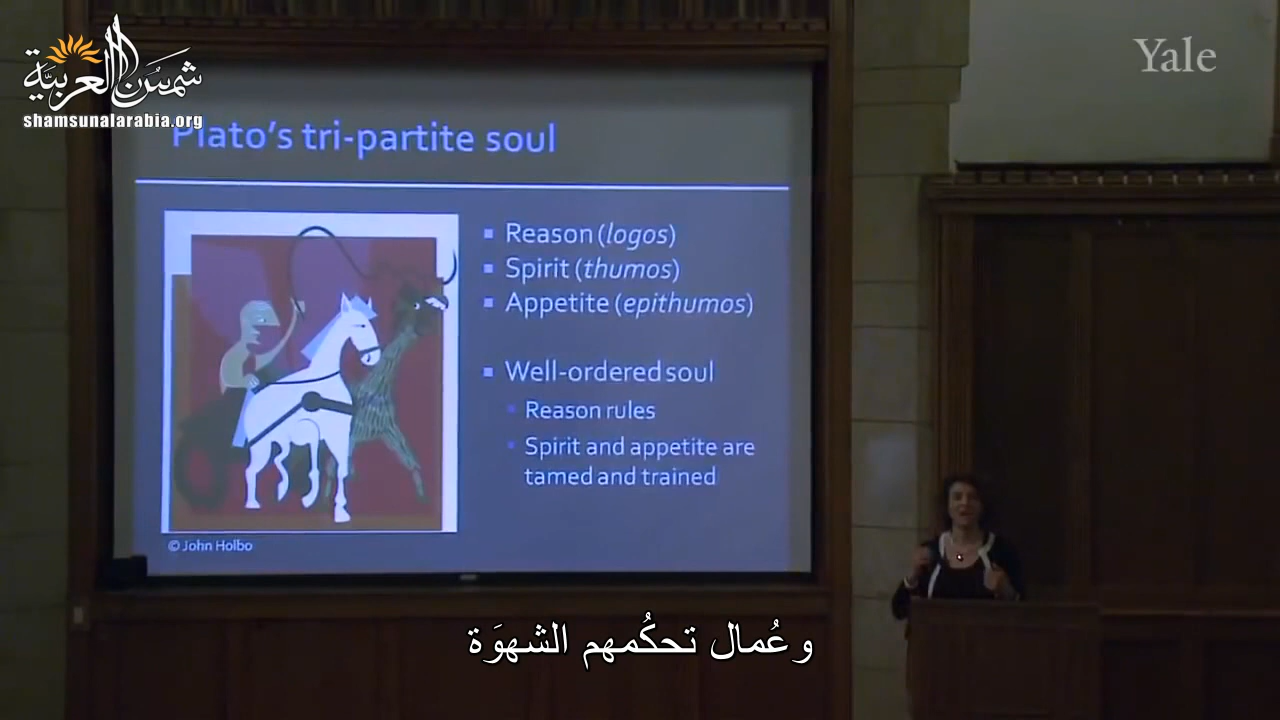 شمس العربية
shamsunalarabia.org
Yale
Plato's tri-partite soul
▪ Reason (logos)
▪ Spirit (thumos)
▪ Appetite (epithumos)
▪ Well-ordered soul
▪ Reason rules
▪ Spirit and appetite are
tamed and trained
© John Holbo
وعُمال تحكُمهم الشهوَة